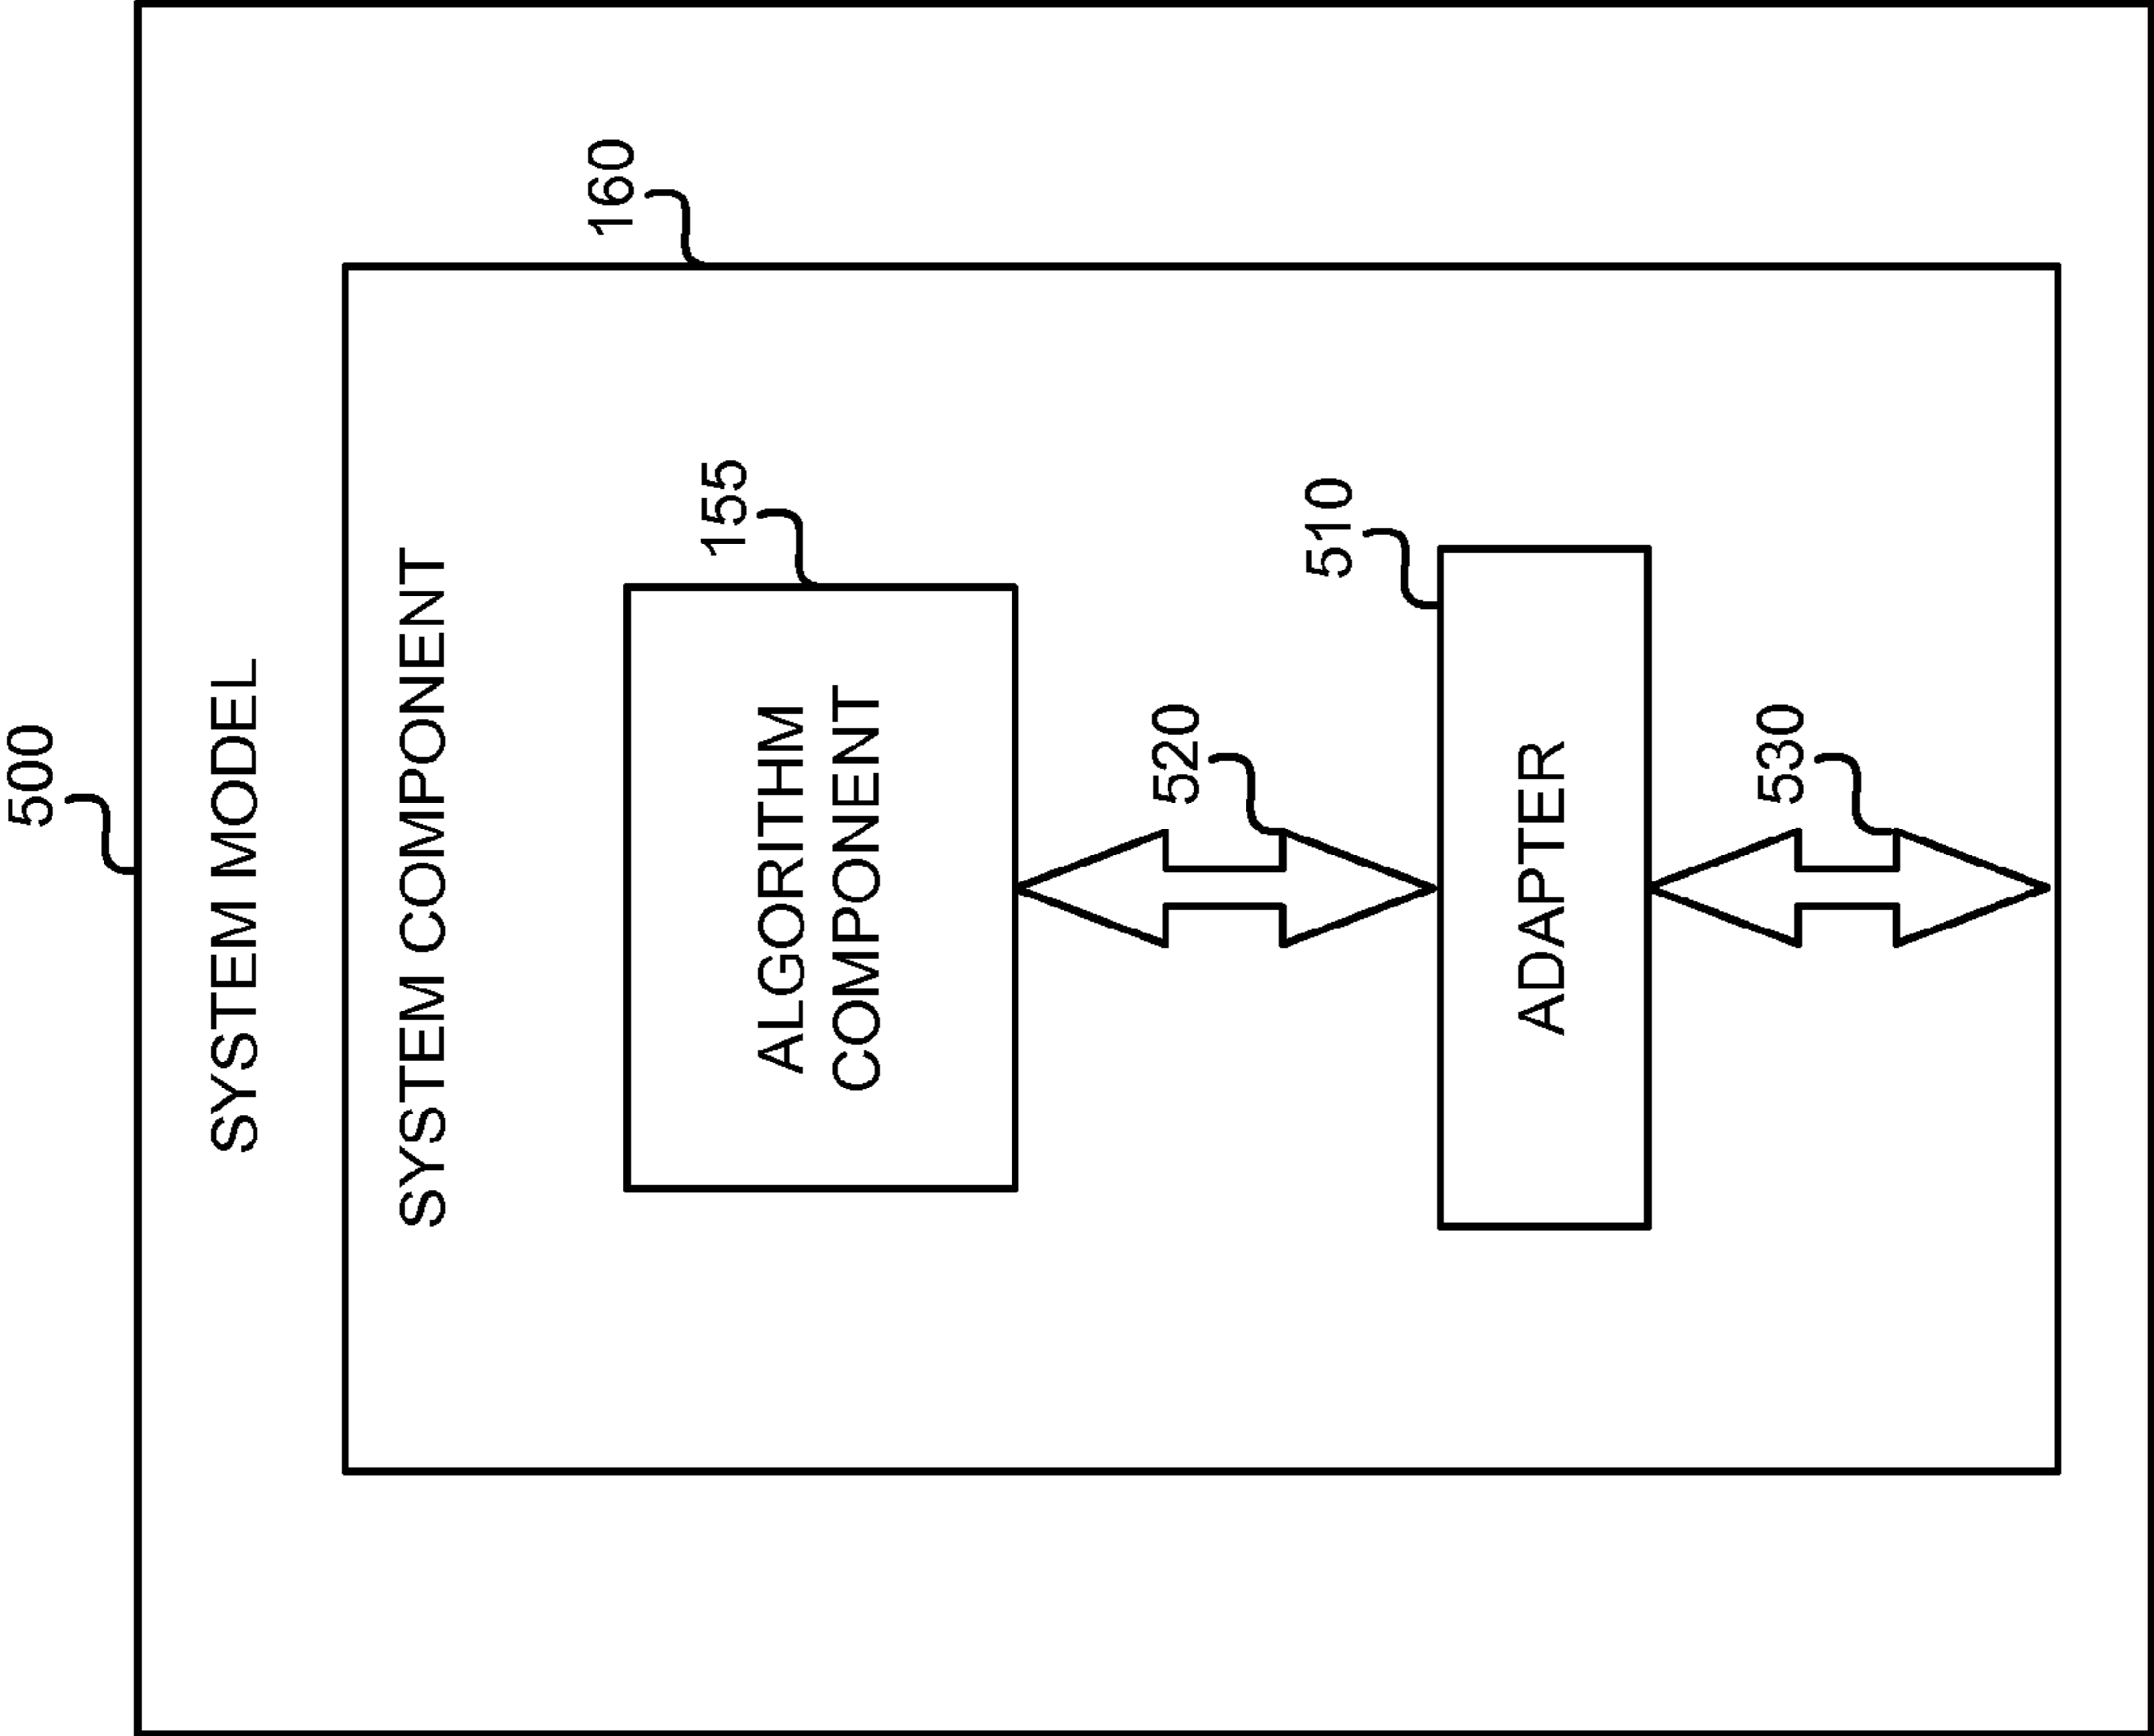 500
SYSTEM MODEL
SYSTEM COMPONENT
160
ALGORITHM
COMPONENT
155
520
510
ADAPTER
530